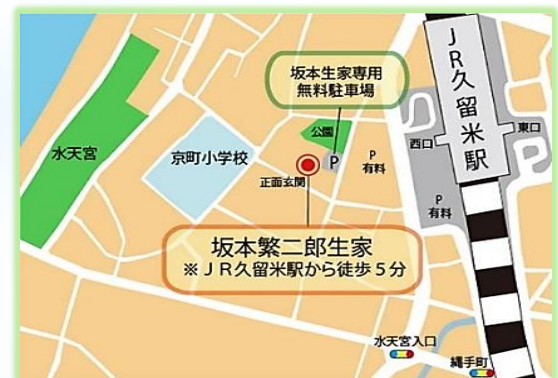 坂本生家専用
無料駐車場
JR久留米駅
公園
水天宮
京町小学校
P
P
有料
西口
東口
正面玄関
P
有料
坂本繁二郎生家
※JR久留米駅から徒歩5分
水天宮入口
縄手町